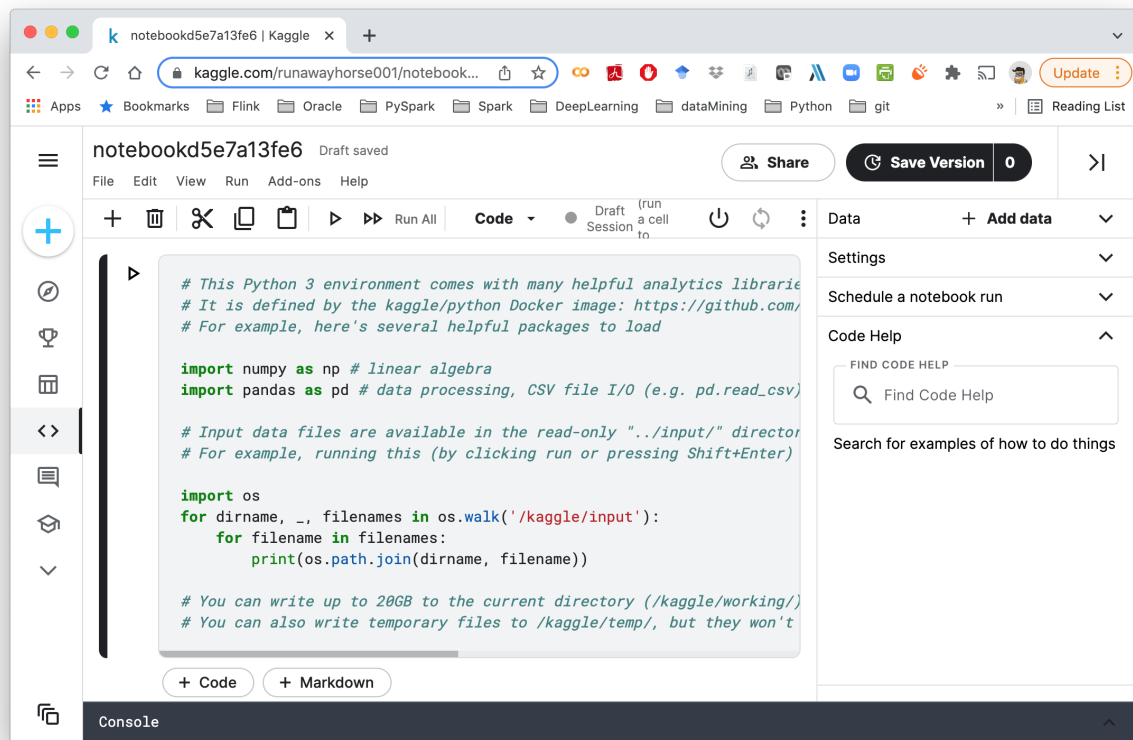 notebookd5e7a13fe6 | Kaggle
kaggle.com/runawayhorse001/notebook...
Update
Apps Bookmarks Flink Oracle PySpark Spark DeepLearning dataMining Python git » Reading List
notebookd5e7a13fe6 Draft saved
Share Save Version 0
File Edit View Run Add-ons Help
Run All Code Draft Session (run a cell to
Data + Add data
Settings
Schedule a notebook run
Code Help
FIND CODE HELP
Find Code Help
Search for examples of how to do things
# This Python 3 environment comes with many helpful analytics librarie
# It is defined by the kaggle/python Docker image: https://github.com/
# For example, here's several helpful packages to load
import numpy as np # linear algebra
import pandas as pd # data processing, CSV file I/O (e.g. pd.read_csv)
# Input data files are available in the read-only "../input/" director
# For example, running this (by clicking run or pressing Shift+Enter)
import os
for dirname, _, filenames in os.walk('/kaggle/input'):
    for filename in filenames:
        print(os.path.join(dirname, filename))
# You can write up to 20GB to the current directory (/kaggle/working/)
# You can also write temporary files to /kaggle/temp/, but they won't
+ Code + Markdown
Console